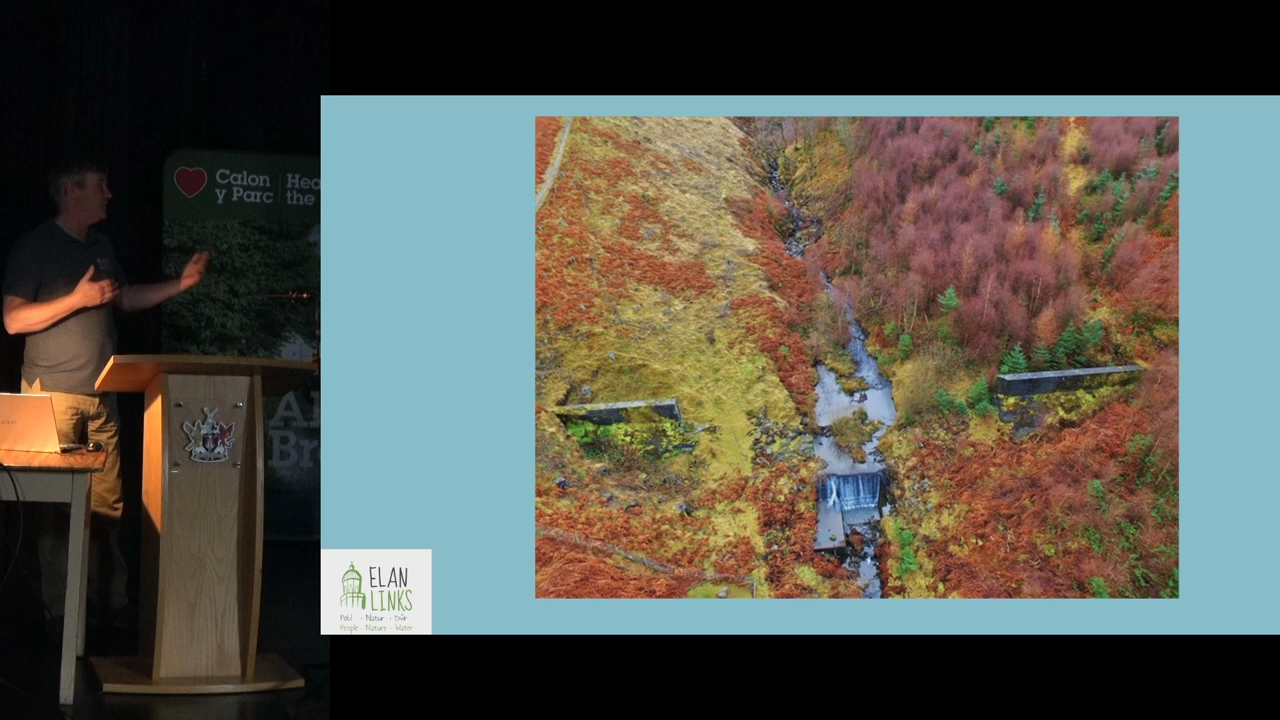 Calon
y Parc
Hea
the
ELAN
LINKS
Pobl - Natur - Dŵr
People - Nature - Water